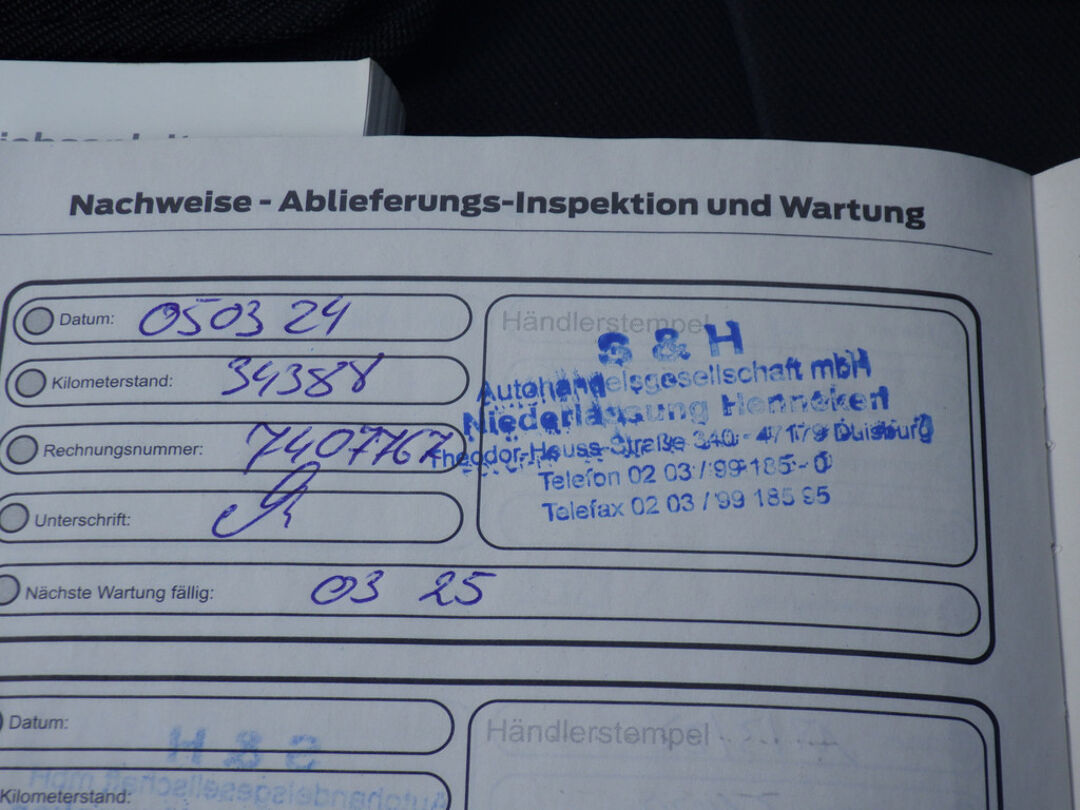 Nachweise - Ablieferungs-Inspektion und Wartung
Datum: 05 03 24
Kilometerstand: 34388
Rechnungsnummer: 7407767
Unterschrift:
Händlerstempel
S & H
Autohandelsgesellschaft mbH
Niederlassung Hennekerl
Theodor-Heuss-Straße 340 - 47179 Duisburg
Telefon 02 03 / 99 185 - 0
Telefax 02 03 / 99 185 95
Nächste Wartung fällig: 03 25
Datum:
Händlerstempel
Kilometerstand: